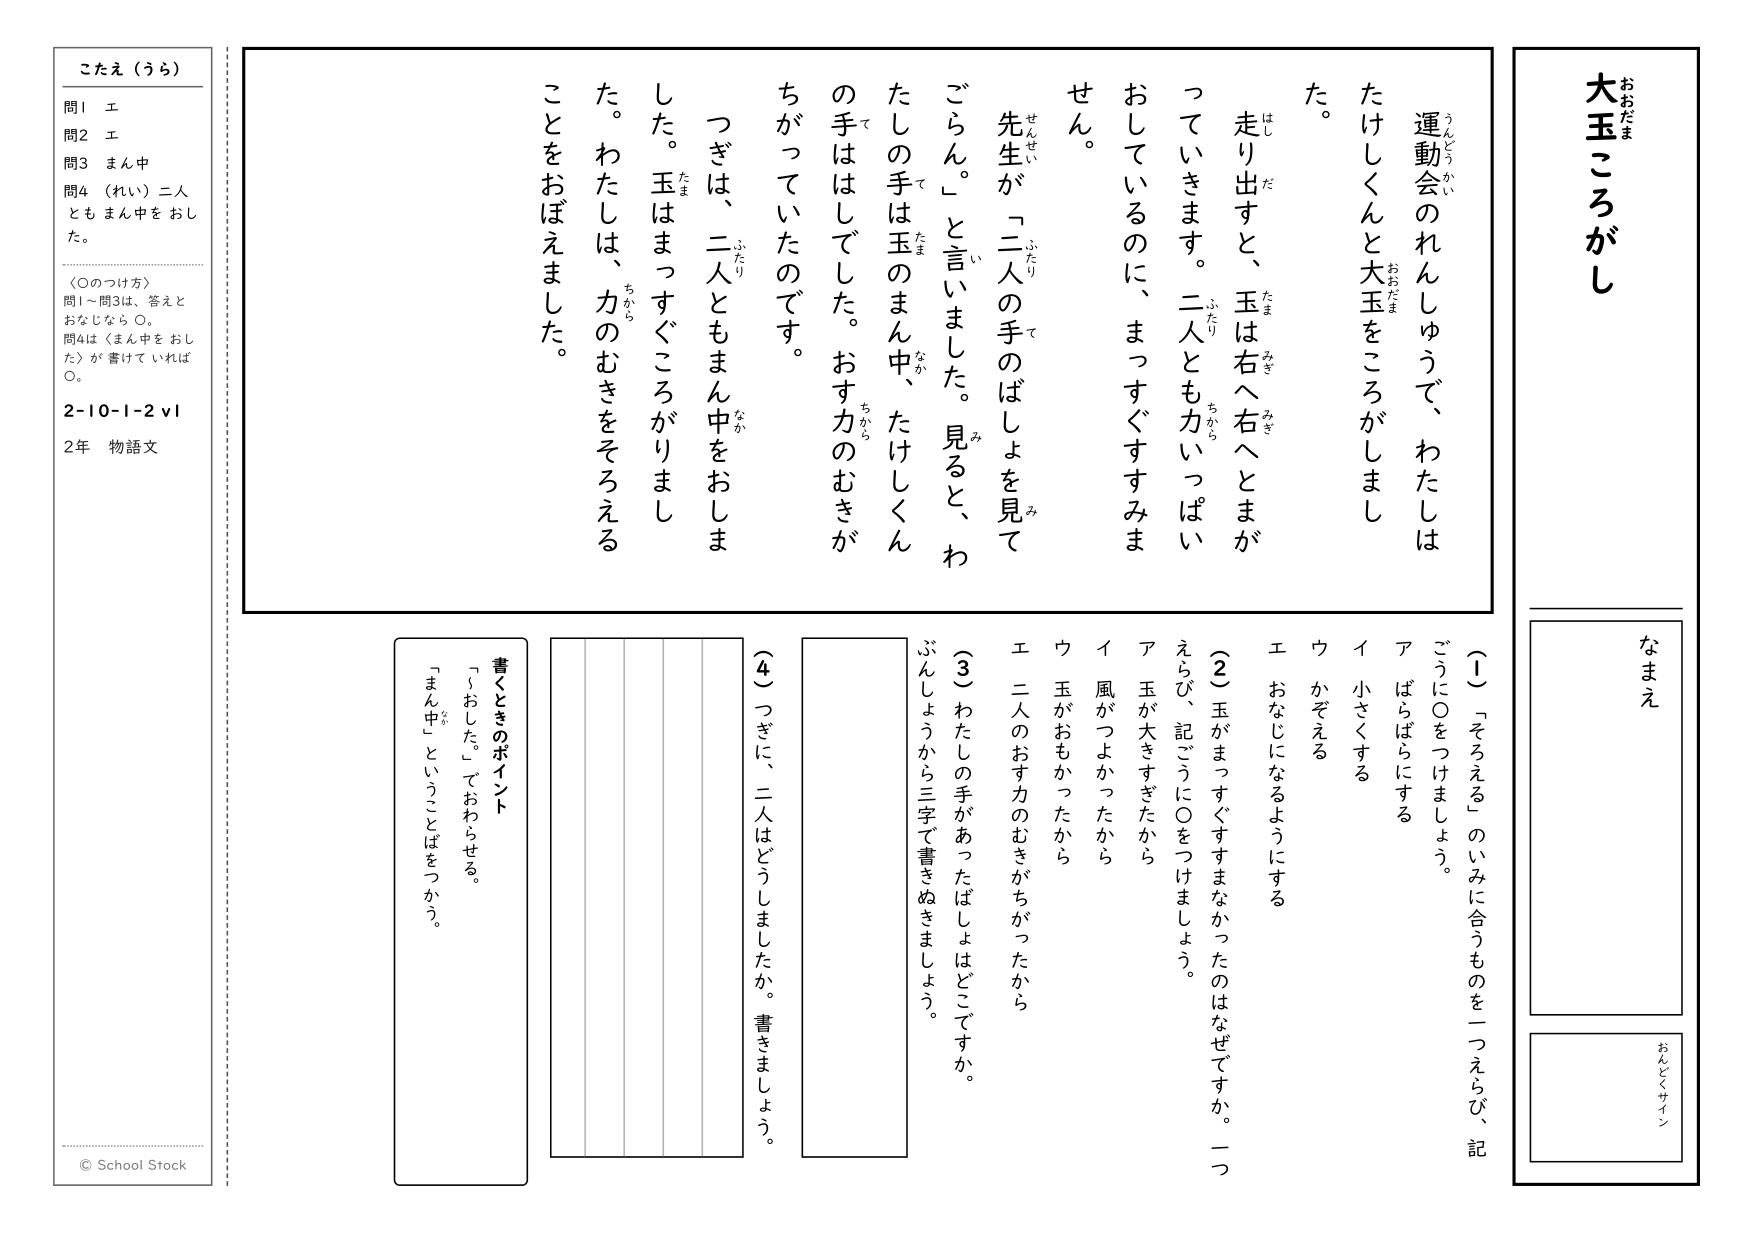 大玉ころがし
おおだま
なまえ
おんどくサイン
運動会のれんしゅうで、わたしは
たけしくんと大玉をころがしまし
た。
走り出すと、玉は右へ右へとまが
っていきます。二人とも力いっぱい
おしているのに、まっすぐすすみま
せん。
先生が「二人の手のばしょを見て
ごらん。」と言いました。見ると、わ
たしの手は玉のまん中、たけしくん
の手ははしでした。おす力のむきが
ちがっていたのです。
つぎは、二人ともまん中をおしま
した。玉はまっすぐころがりまし
た。わたしは、力のむきをそろえる
ことをおぼえました。
(1)「そろえる」のいみに合うものを一つえらび、記
ごうに〇をつけましょう。
ア ばらばらにする
イ 小さくする
ウ かぞえる
エ おなじになるようにする
(2)玉がまっすぐすすまなかったのはなぜですか。一つ
えらび、記ごうに〇をつけましょう。
ア 玉が大きすぎたから
イ 風がつよかったから
ウ 玉がおもかったから
エ 二人のおす力のむきがちがったから
(3)わたしの手があったばしょはどこですか。
ぶんしょうから三字で書きぬきましょう。
(4)つぎに、二人はどうしましたか。書きましょう。
書くときのポイント
「〜おした。」でおわらせる。
「まん中」ということばをつかう。
こたえ（うら）
問1 エ
問2 エ
問3 まん中
問4 （れい）二人
とも まん中を おし
た。
〈〇のつけ方〉
問1〜問3は、答えと
おなじなら 〇。
問4は〈まん中を おし
た〉が 書けて いれば
〇。
2-10-1-2 v1
2年 物語文
© School Stock